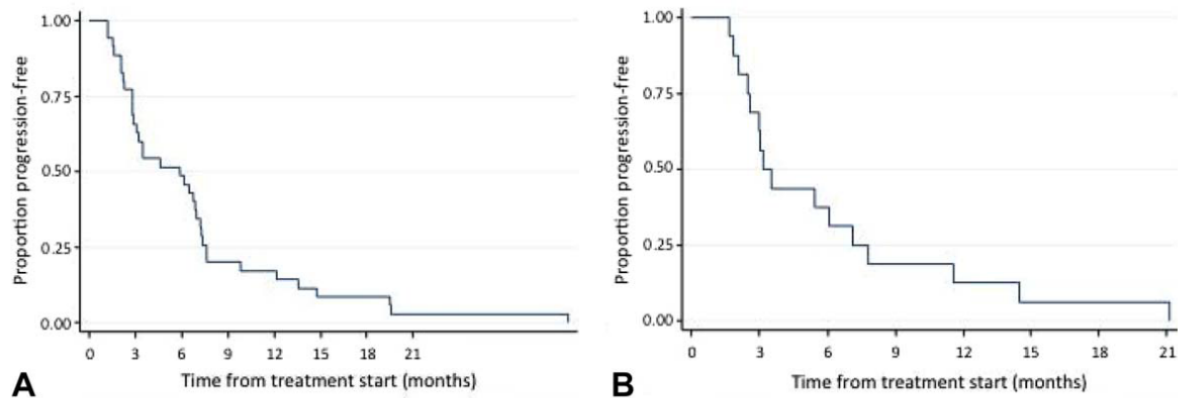 1.00
0.75
0.50
0.25
0.00
Proportion progression-free
0 3 6 9 12 15 18 21
Time from treatment start (months)
A
1.00
0.75
0.50
0.25
0.00
Proportion progression-free
0 3 6 9 12 15 18 21
Time from treatment start (months)
B